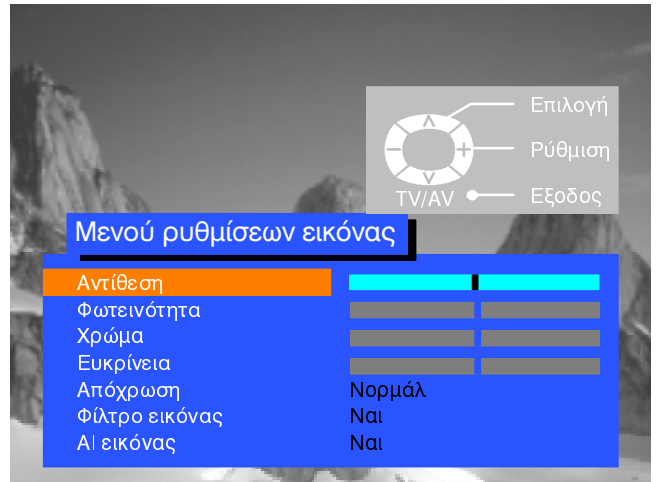 Επιλογή
Ρύθμιση
TV/AV Εξοδος
Μενού ρυθμίσεων εικόνας
Αντίθεση
Φωτεινότητα
Χρώμα
Ευκρίνεια
Απόχρωση Νορμάλ
Φίλτρο εικόνας Ναι
AI εικόνας Ναι